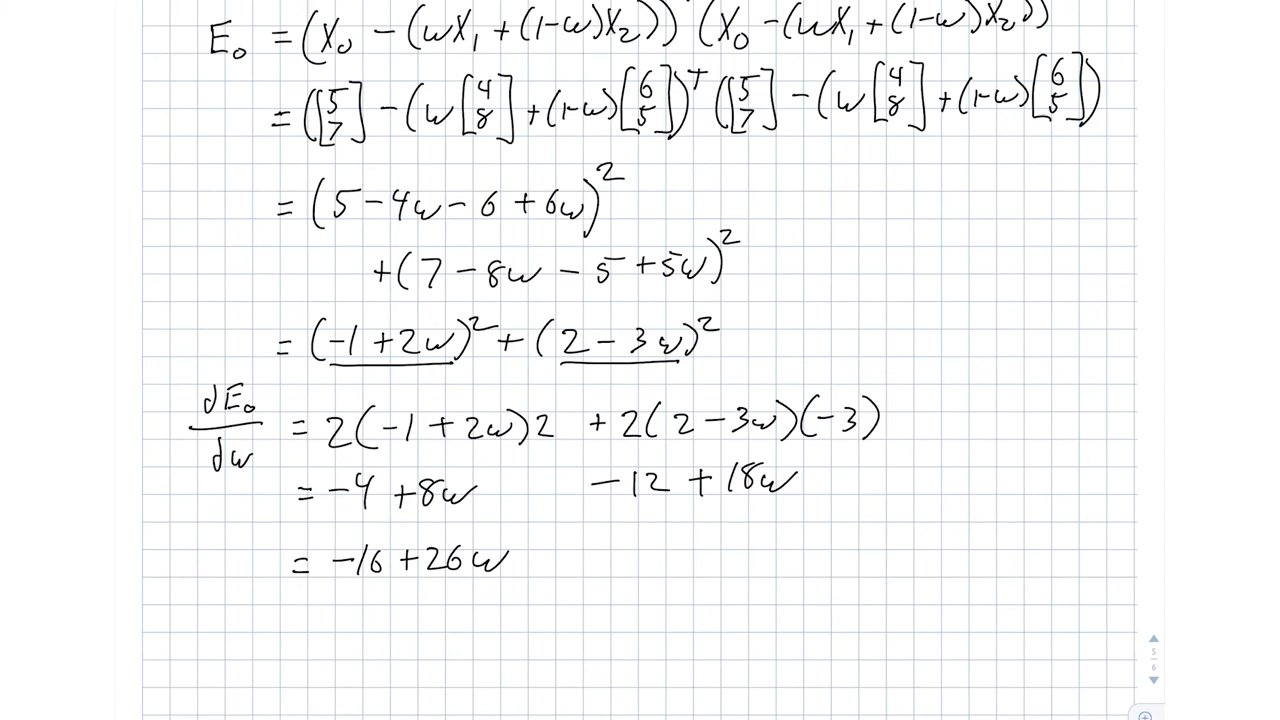 E₀ = (X₀ - (wX₁ + (1-w)X₂))ᵀ (X₀ - (wX₁ + (1-w)X₂))
= ([5 7] - (w[4 8] + (1-w)[6 5])ᵀ ([5 7] - (w[4 8] + (1-w)[6 5])
= (5 - 4w - 6 + 6w)²
+ (7 - 8w - 5 + 5w)²
= (-1 + 2w)² + (2 - 3w)²
dE₀/dw = 2(-1 + 2w)2 + 2(2 - 3w)(-3)
= -4 + 8w - 12 + 18w
= -16 + 26w
5
6